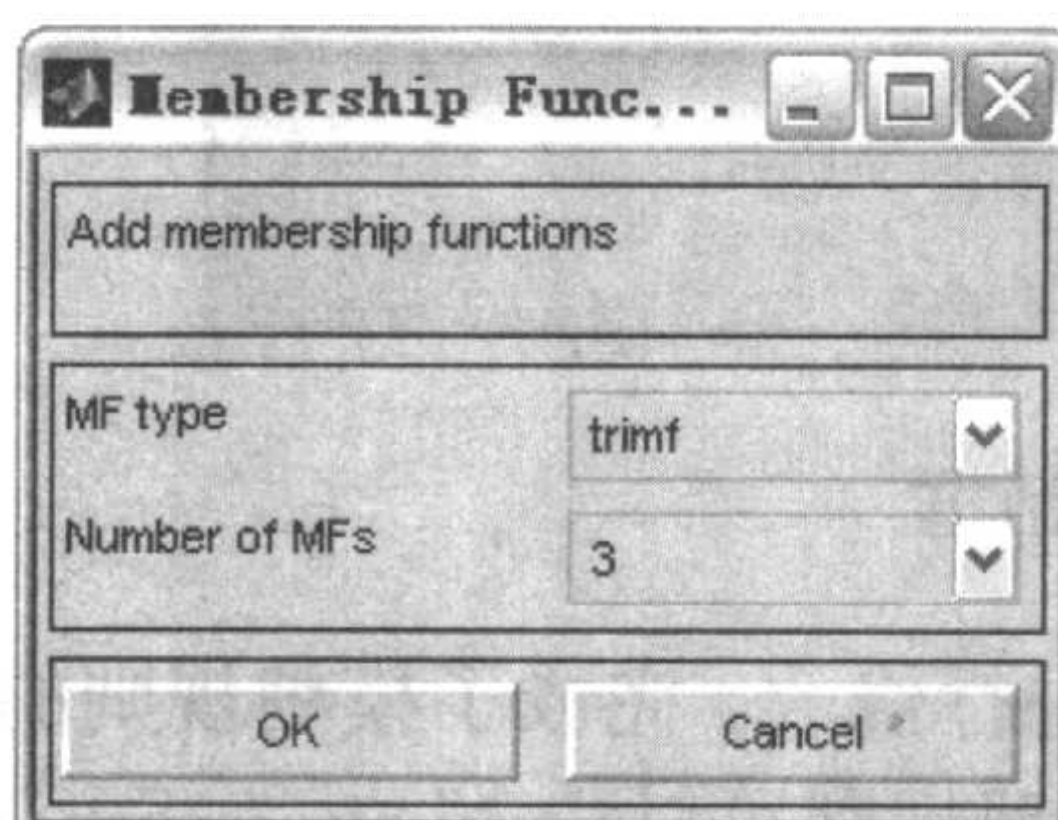 Membership Func...
Add membership functions
MF type
trimf
Number of MFs
3
OK
Cancel